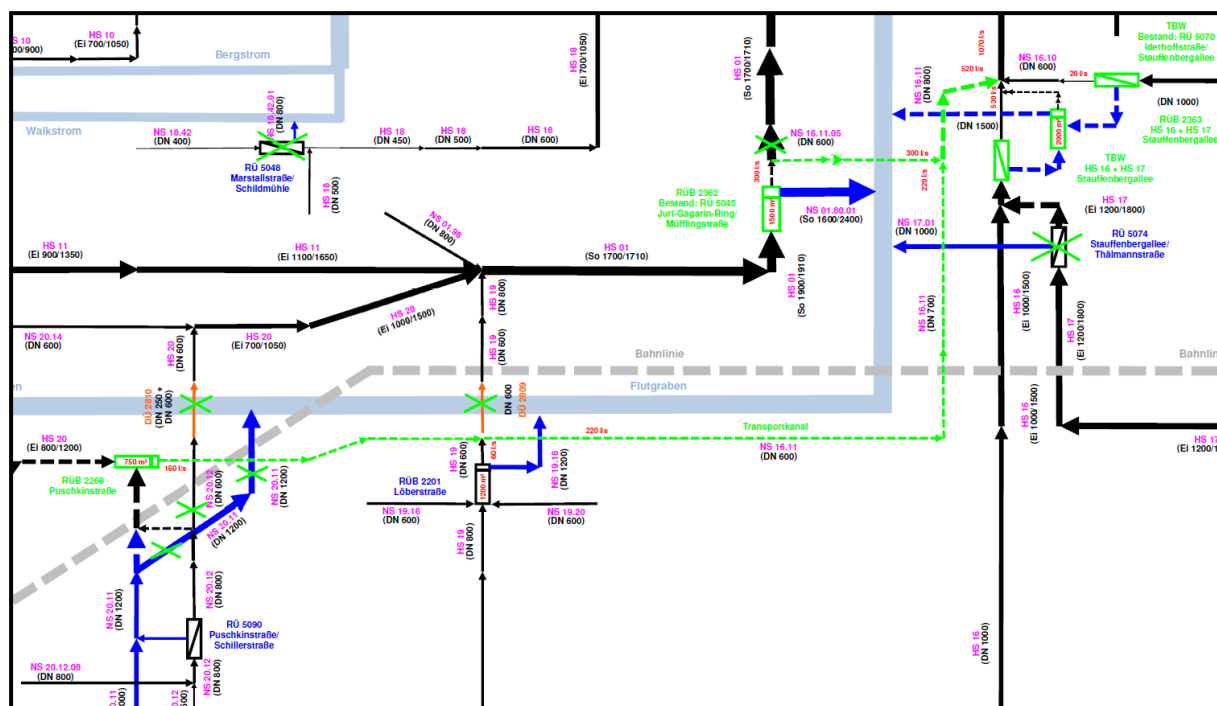 HS 10
(Ei 700/1050)
S 10
00/900)
Bergstrom
Walkstrom
NS 18.42
(DN 400)
NS 18.42.01
(DN 800)
RÜ 5048
Marstallstraße/
Schildmühle
HS 18
(DN 500)
HS 18
(DN 450)
HS 18
(DN 500)
HS 18
(DN 600)
HS 18
(Ei 700/1050)
HS 01
(So 1700/1710)
NS 16.11.05
(DN 600)
300 l/s
RÜB 2362
Bestand: RÜ 5045
Juri-Gagarin-Ring/
Müfflingstraße
1500 m³
NS 01.80.01
(So 1600/2400)
300 l/s
220 l/s
NS 16.11
(DN 800)
520 l/s
1070 l/s
530 l/s
NS 16.10
(DN 600)
20 l/s
TBW
Bestand: RÜ 5070
Iderhoffstraße/
Stauffenbergallee
(DN 1000)
RÜB 2363
HS 16 + HS 17
Stauffenbergallee
2000 m³
(DN 1500)
TBW
HS 16 + HS 17
Stauffenbergallee
HS 17
(Ei 1200/1800)
NS 17.01
(DN 1000)
RÜ 5074
Stauffenbergallee/
Thälmannstraße
HS 11
(Ei 900/1350)
HS 11
(Ei 1100/1650)
NS 01.98
(DN 800)
HS 01
(So 1700/1710)
HS 01
(So 1900/1910)
HS 19
(DN 800)
HS 20
(Ei 1000/1500)
NS 20.14
(DN 600)
HS 20
(DN 600)
HS 20
(Ei 700/1050)
HS 19
(DN 600)
NS 16.11
(DN 700)
HS 16
(Ei 1000/1500)
HS 17
(Ei 1200/1800)
Bahnlinie
Bahnlin
en
Flutgraben
DÜ 2810
(DN 250 +
DN 600)
DN 600
DÜ 2809
HS 16
(Ei 1000/1500)
HS 20
(Ei 800/1200)
750 m³
160 l/s
RÜB 2268
Puschkinstraße
NS 20.12
(DN 600)
NS 20.11
(DN 1200)
NS 20.11
(DN 1200)
220 l/s
Transportkanal
NS 16.11
(DN 600)
HS 19
(DN 600)
60 l/s
NS 19.18
(DN 1200)
RÜB 2201
Löberstraße
1200 m³
NS 19.16
(DN 600)
NS 19.20
(DN 600)
HS 19
(DN 800)
HS 17
(Ei 1200/1
NS 20.11
(DN 1200)
NS 20.12
(DN 800)
RÜ 5090
Puschkinstraße/
Schillerstraße
HS 16
(DN 1000)
NS 20.12.08
(DN 800)
NS 20.12
(DN 800)